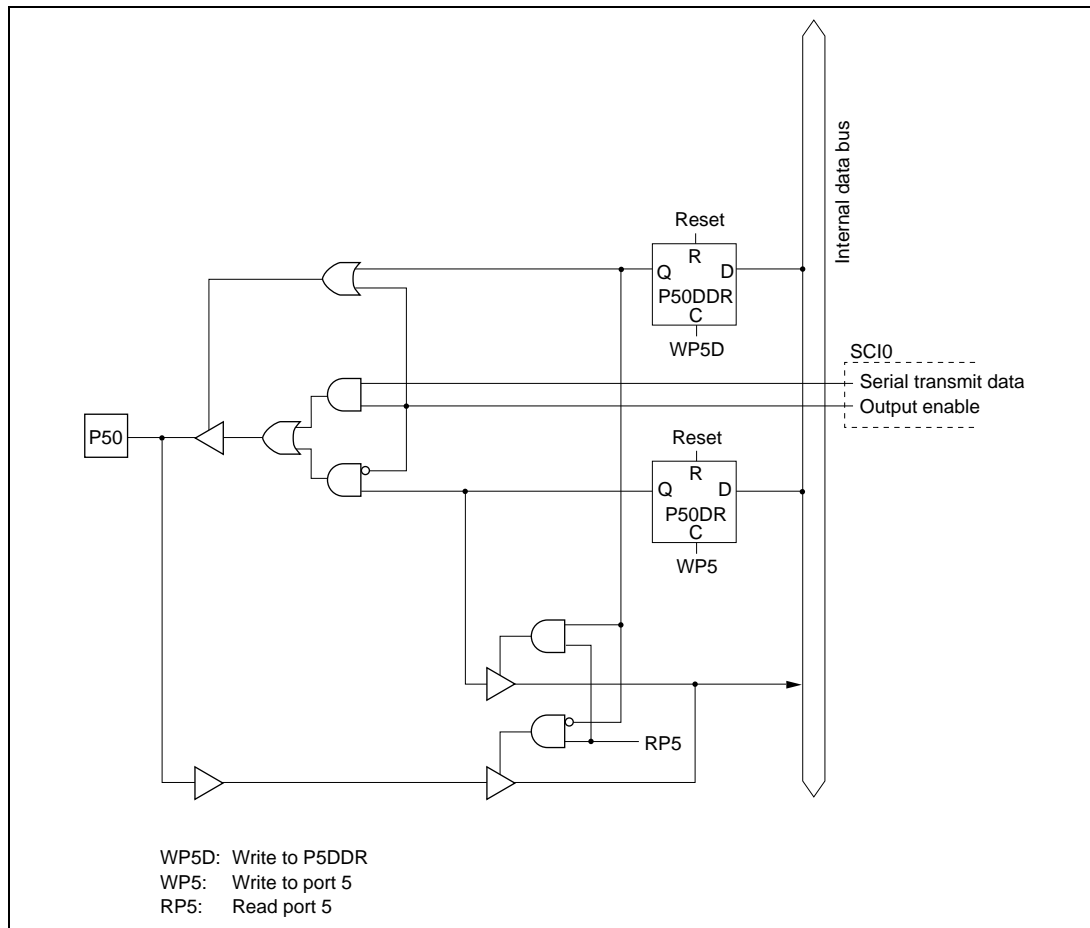 Internal data bus
Reset
R
Q D
P50DDR
C
WP5D
SCI0
Serial transmit data
Output enable
P50
Reset
R
Q D
P50DR
C
WP5
RP5
WP5D: Write to P5DDR
WP5: Write to port 5
RP5: Read port 5